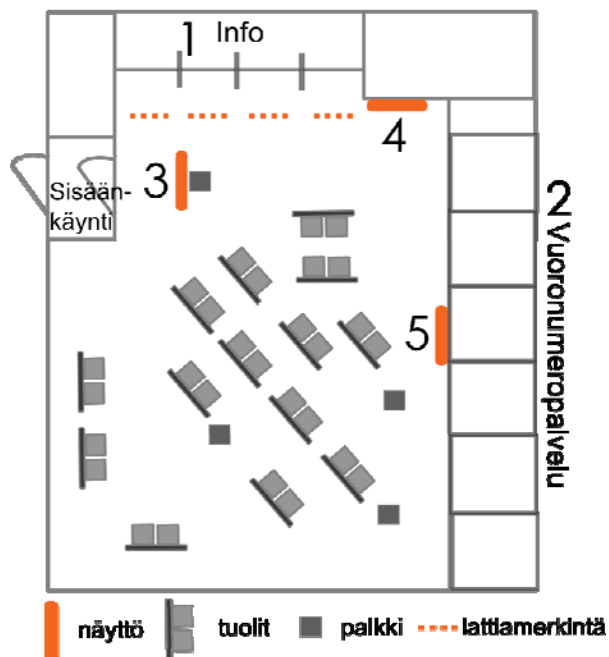 1 Info
4
3
Sisään-
käynti
2 Vuoronumeropalvelu
5
näyttö tuolit palkki lattiamerkintä